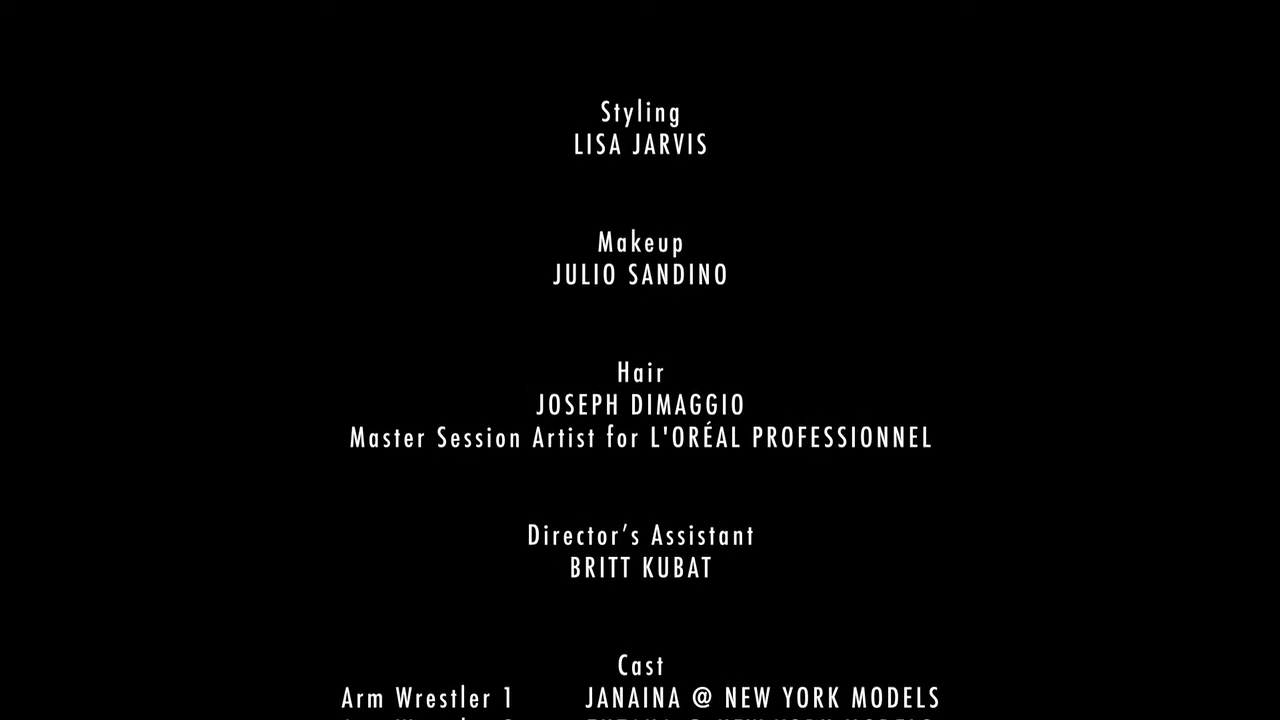 Styling
LISA JARVIS
Makeup
JULIO SANDINO
Hair
JOSEPH DIMAGGIO
Master Session Artist for L'ORÉAL PROFESSIONNEL
Director’s Assistant
BRITT KUBAT
Cast
Arm Wrestler 1 JANAINA @ NEW YORK MODELS